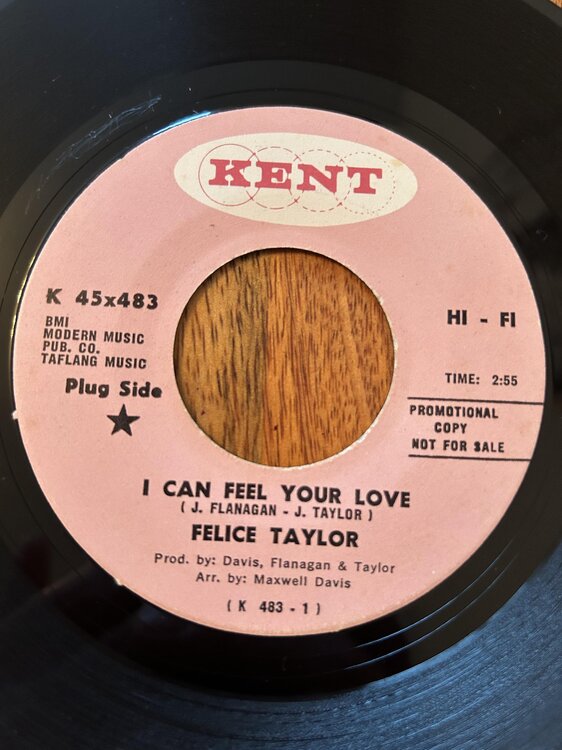 KENT
K 45x483
BMI
MODERN MUSIC
PUB. CO.
TAFLANG MUSIC
Plug Side
HI - FI
TIME: 2:55
PROMOTIONAL
COPY
NOT FOR SALE
I CAN FEEL YOUR LOVE
( J. FLANAGAN - J. TAYLOR )
FELICE TAYLOR
Prod. by: Davis, Flanagan & Taylor
Arr. by: Maxwell Davis
( K 483 - 1 )